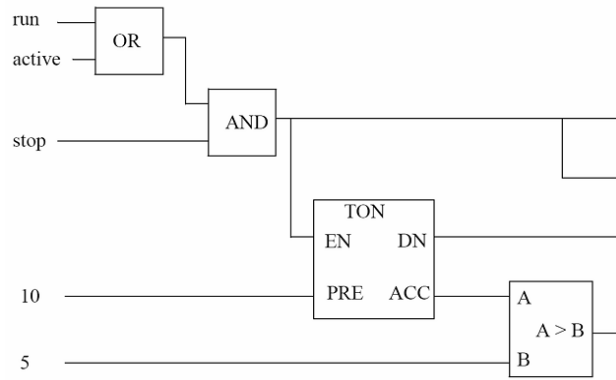 run
OR
active
AND
stop
TON
EN DN
10 PRE ACC A
A > B
5 B